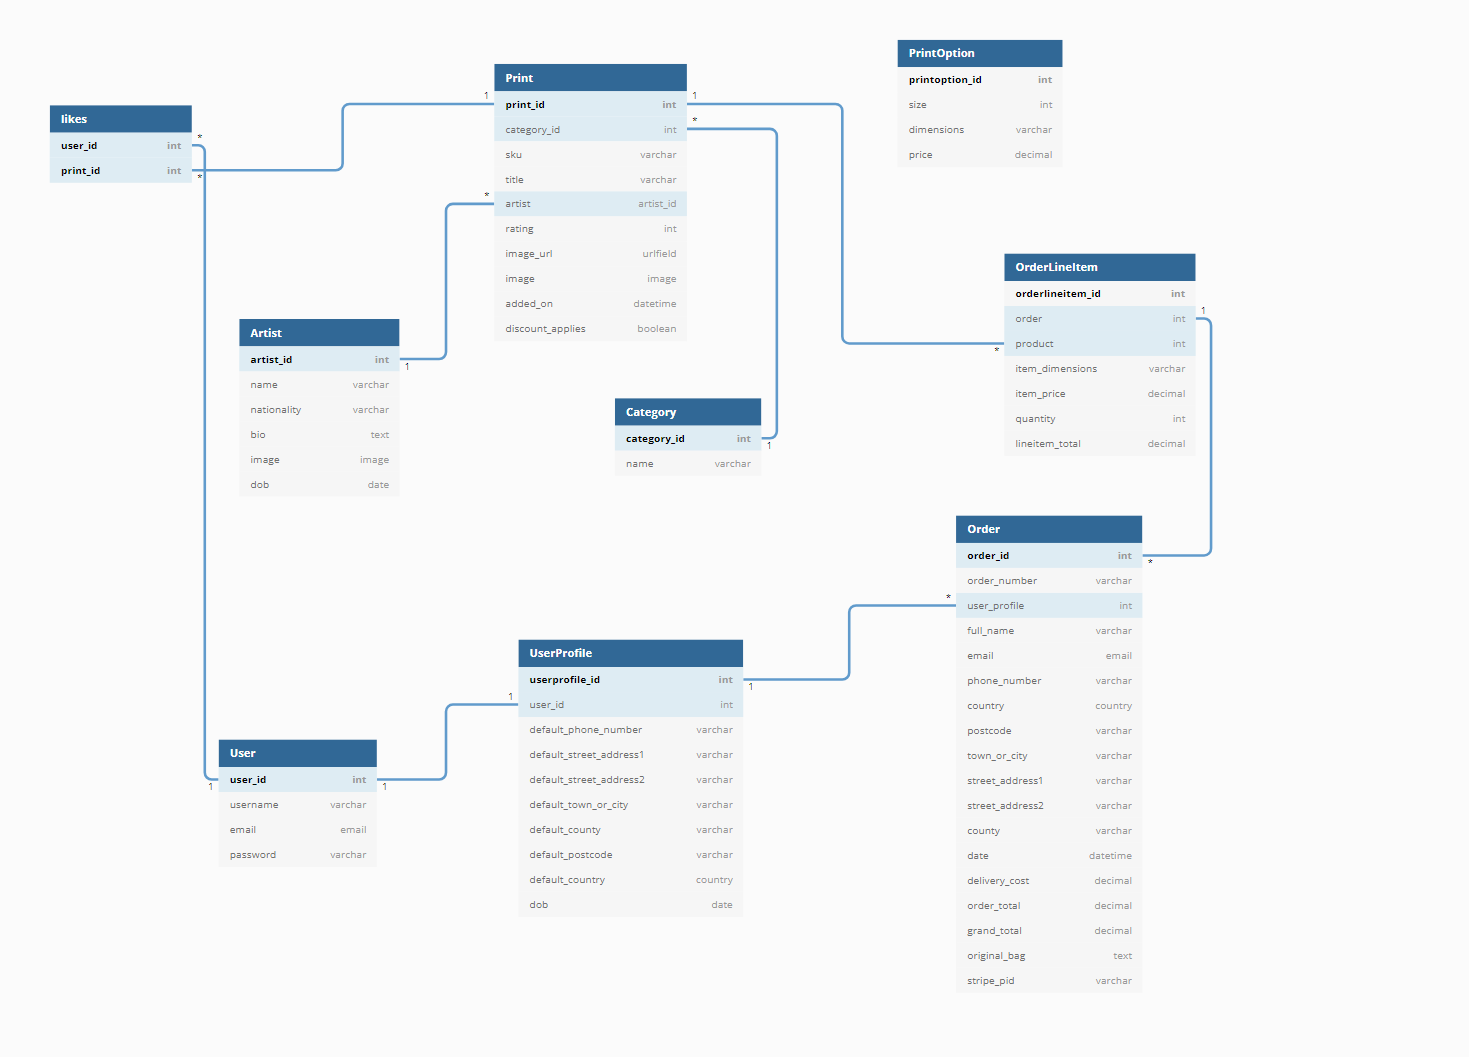 PrintOption
printoption_id int
size int
dimensions varchar
price decimal
Print
1 print_id int 1
category_id int *
sku varchar
title varchar
* artist artist_id
rating int
image_url urlfield
image image
added_on datetime
discount_applies boolean
likes
user_id int *
print_id int *
OrderLineItem
orderlineitem_id int
order int 1
* product int
item_dimensions varchar
item_price decimal
quantity int
lineitem_total decimal
Artist
artist_id int 1
name varchar
nationality varchar
bio text
image image
dob date
Category
category_id int 1
name varchar
Order
order_id int *
order_number varchar
* user_profile int
full_name varchar
email email
phone_number varchar
country country
postcode varchar
town_or_city varchar
street_address1 varchar
street_address2 varchar
county varchar
date datetime
delivery_cost decimal
order_total decimal
grand_total decimal
original_bag text
stripe_pid varchar
UserProfile
userprofile_id int 1
1 user_id int
default_phone_number varchar
default_street_address1 varchar
default_street_address2 varchar
default_town_or_city varchar
default_county varchar
default_postcode varchar
default_country country
dob date
User
1 user_id int 1
username varchar
email email
password varchar